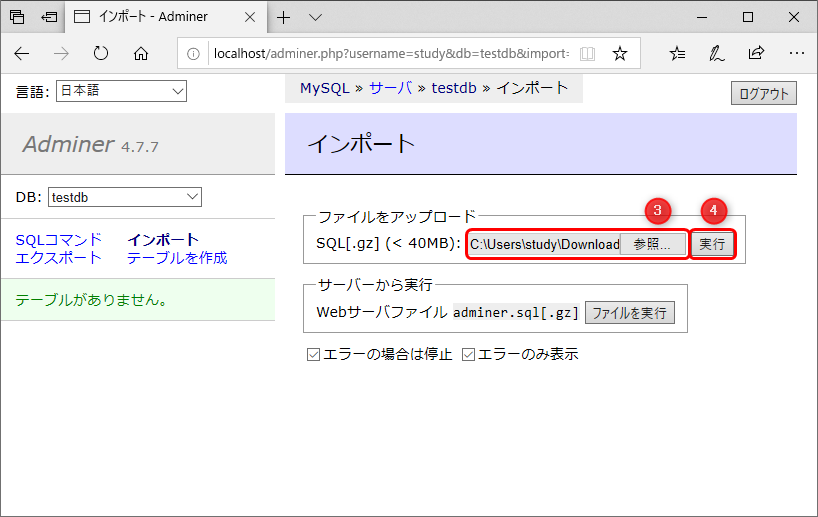 インポート - Adminer
localhost/adminer.php?username=study&db=testdb&import=
言語: 日本語
MySQL » サーバ » testdb » インポート
ログアウト
Adminer 4.7.7
インポート
DB: testdb
SQLコマンド インポート
エクスポート テーブルを作成
テーブルがありません。
3 4
ファイルをアップロード
SQL[.gz] (< 40MB): C:\Users\study\Download 参照... 実行
サーバーから実行
Webサーバファイル adminer.sql[.gz] ファイルを実行
エラーの場合は停止 エラーのみ表示